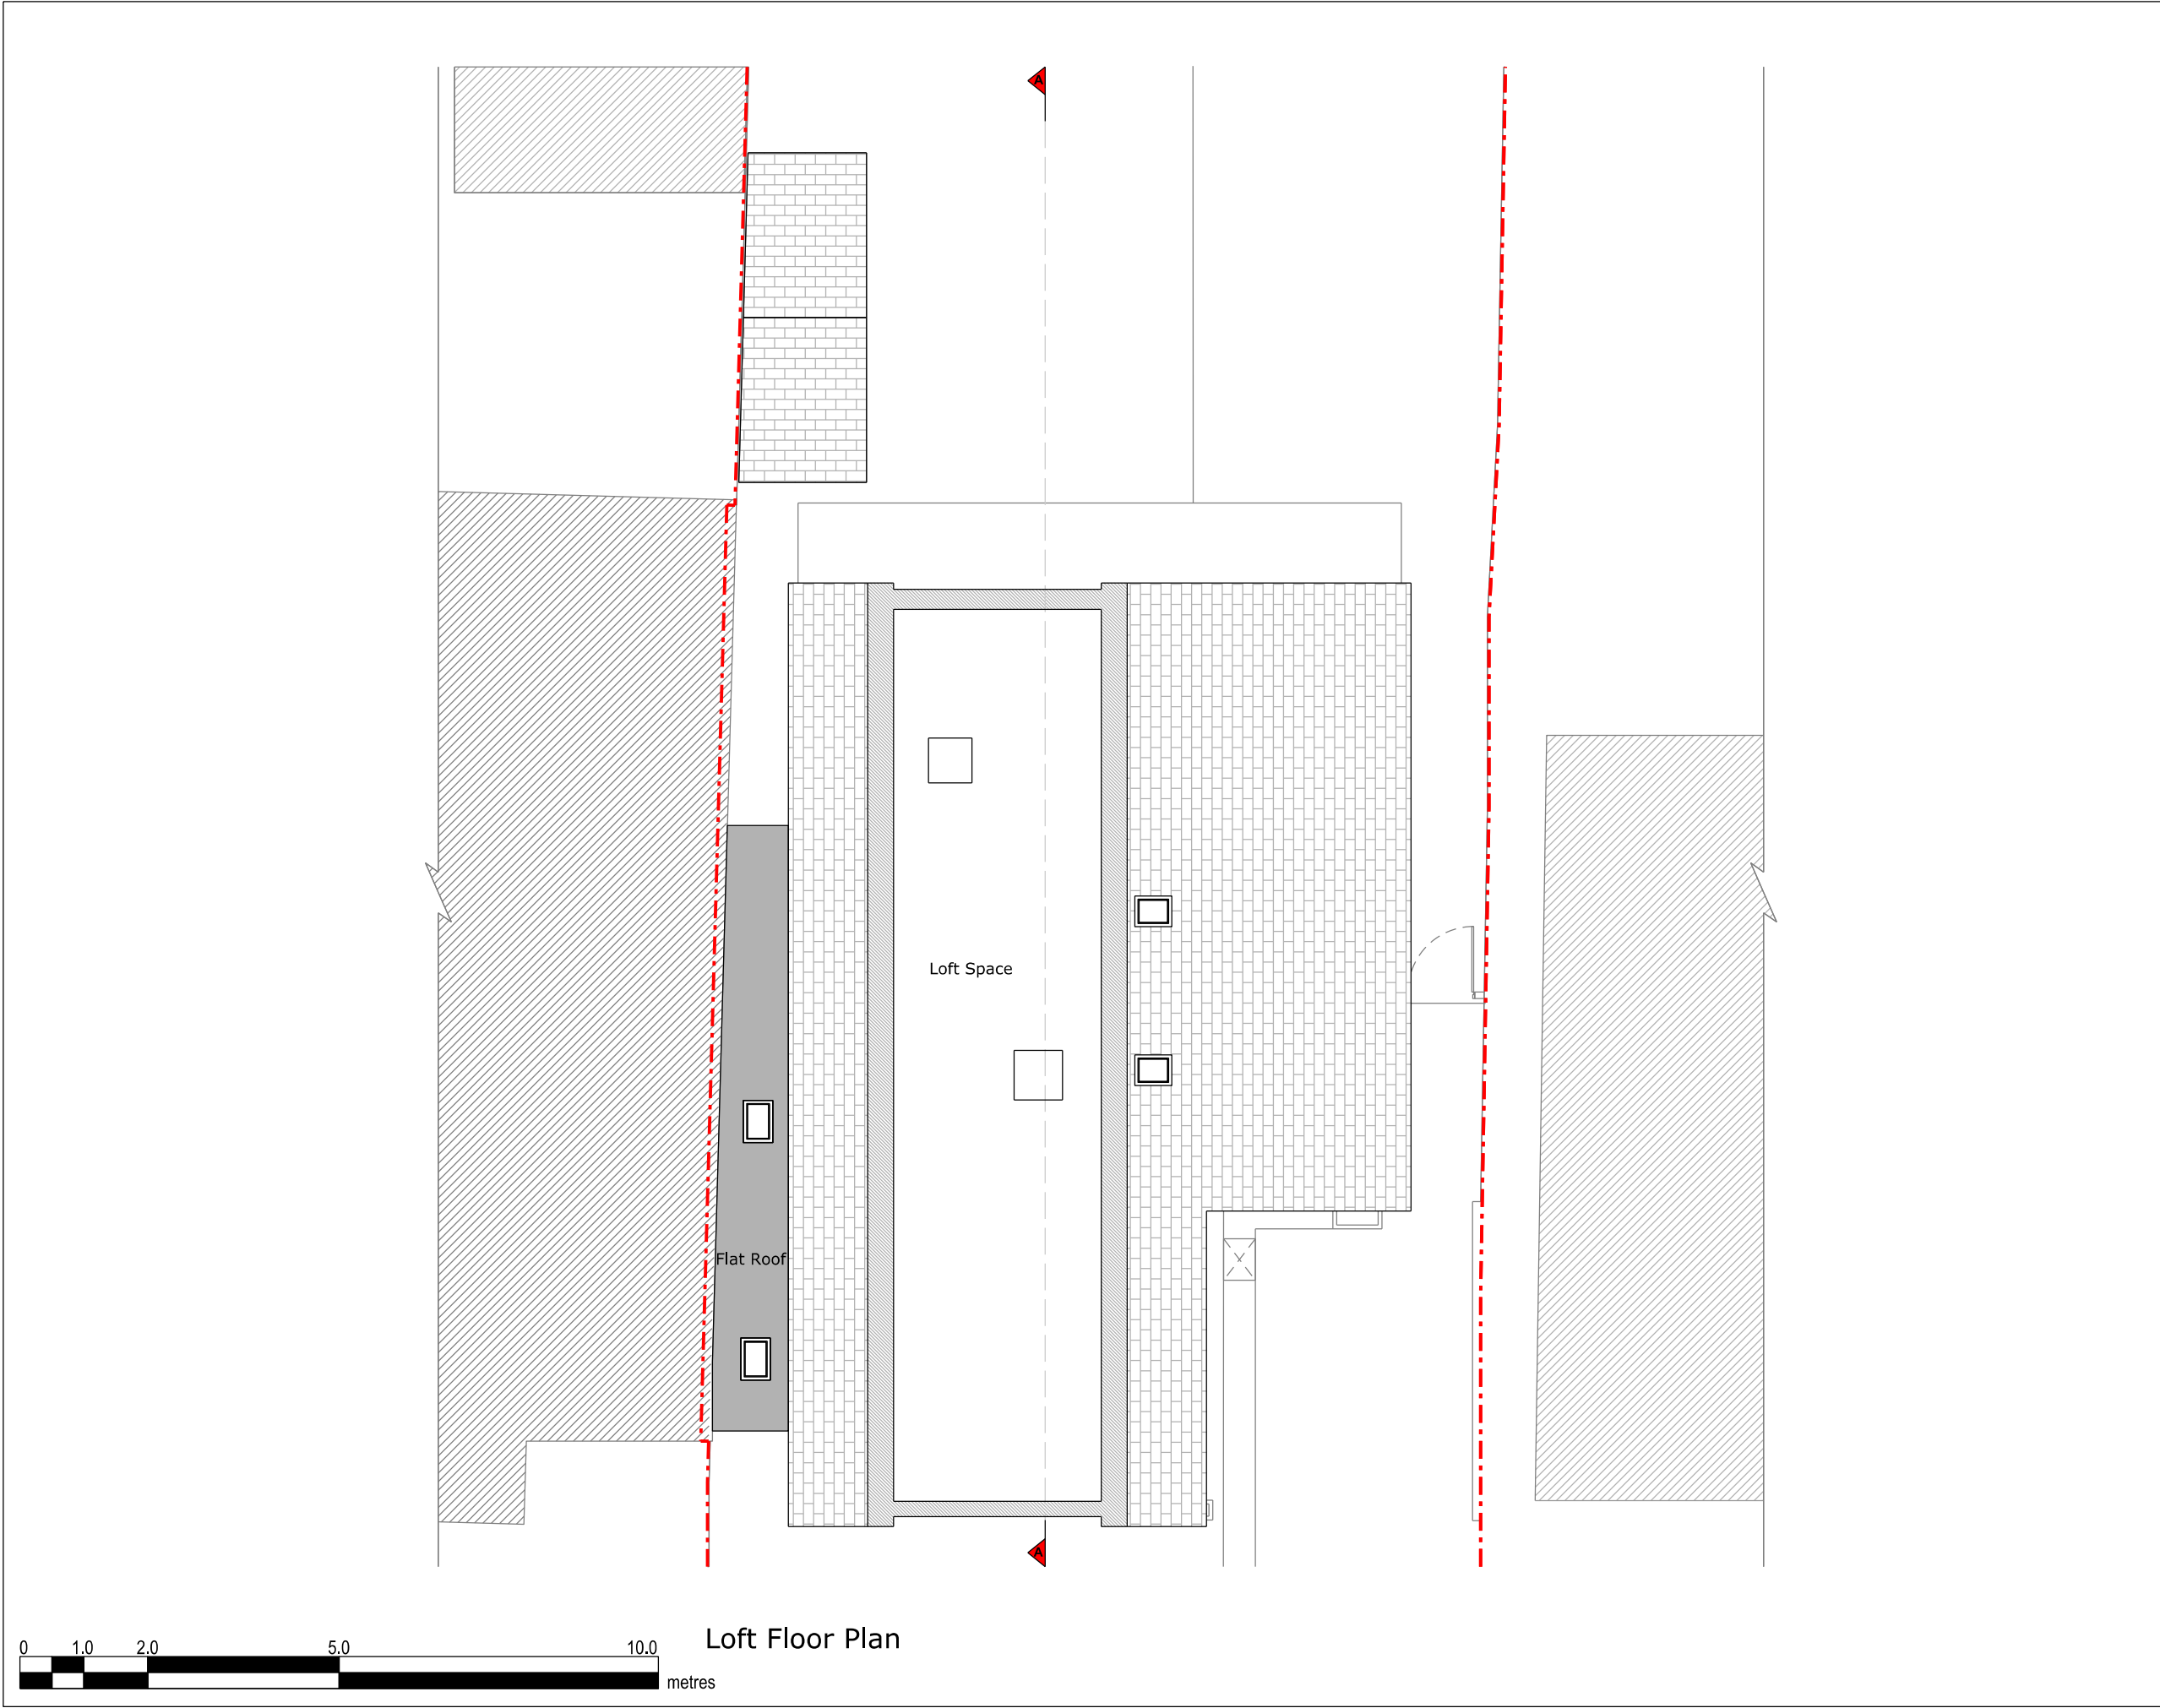 A
Loft Space
Flat Roof
A
Loft Floor Plan
0 1.0 2.0 5.0 10.0
metres